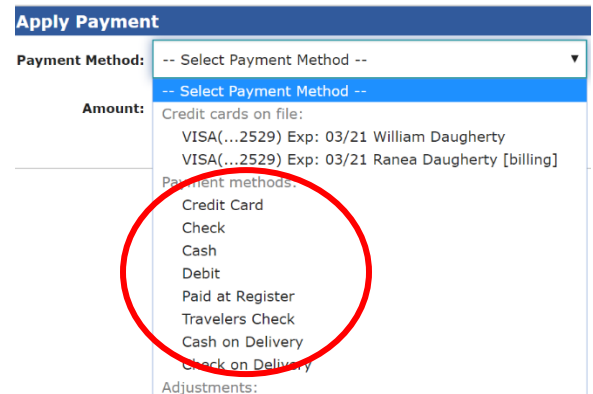 Apply Payment
Payment Method: -- Select Payment Method --
-- Select Payment Method --
Amount:
Credit cards on file:
VISA(...2529) Exp: 03/21 William Daugherty
VISA(...2529) Exp: 03/21 Ranea Daugherty [billing]
Payment methods:
Credit Card
Check
Cash
Debit
Paid at Register
Travelers Check
Cash on Delivery
Check on Delivery
Adjustments: